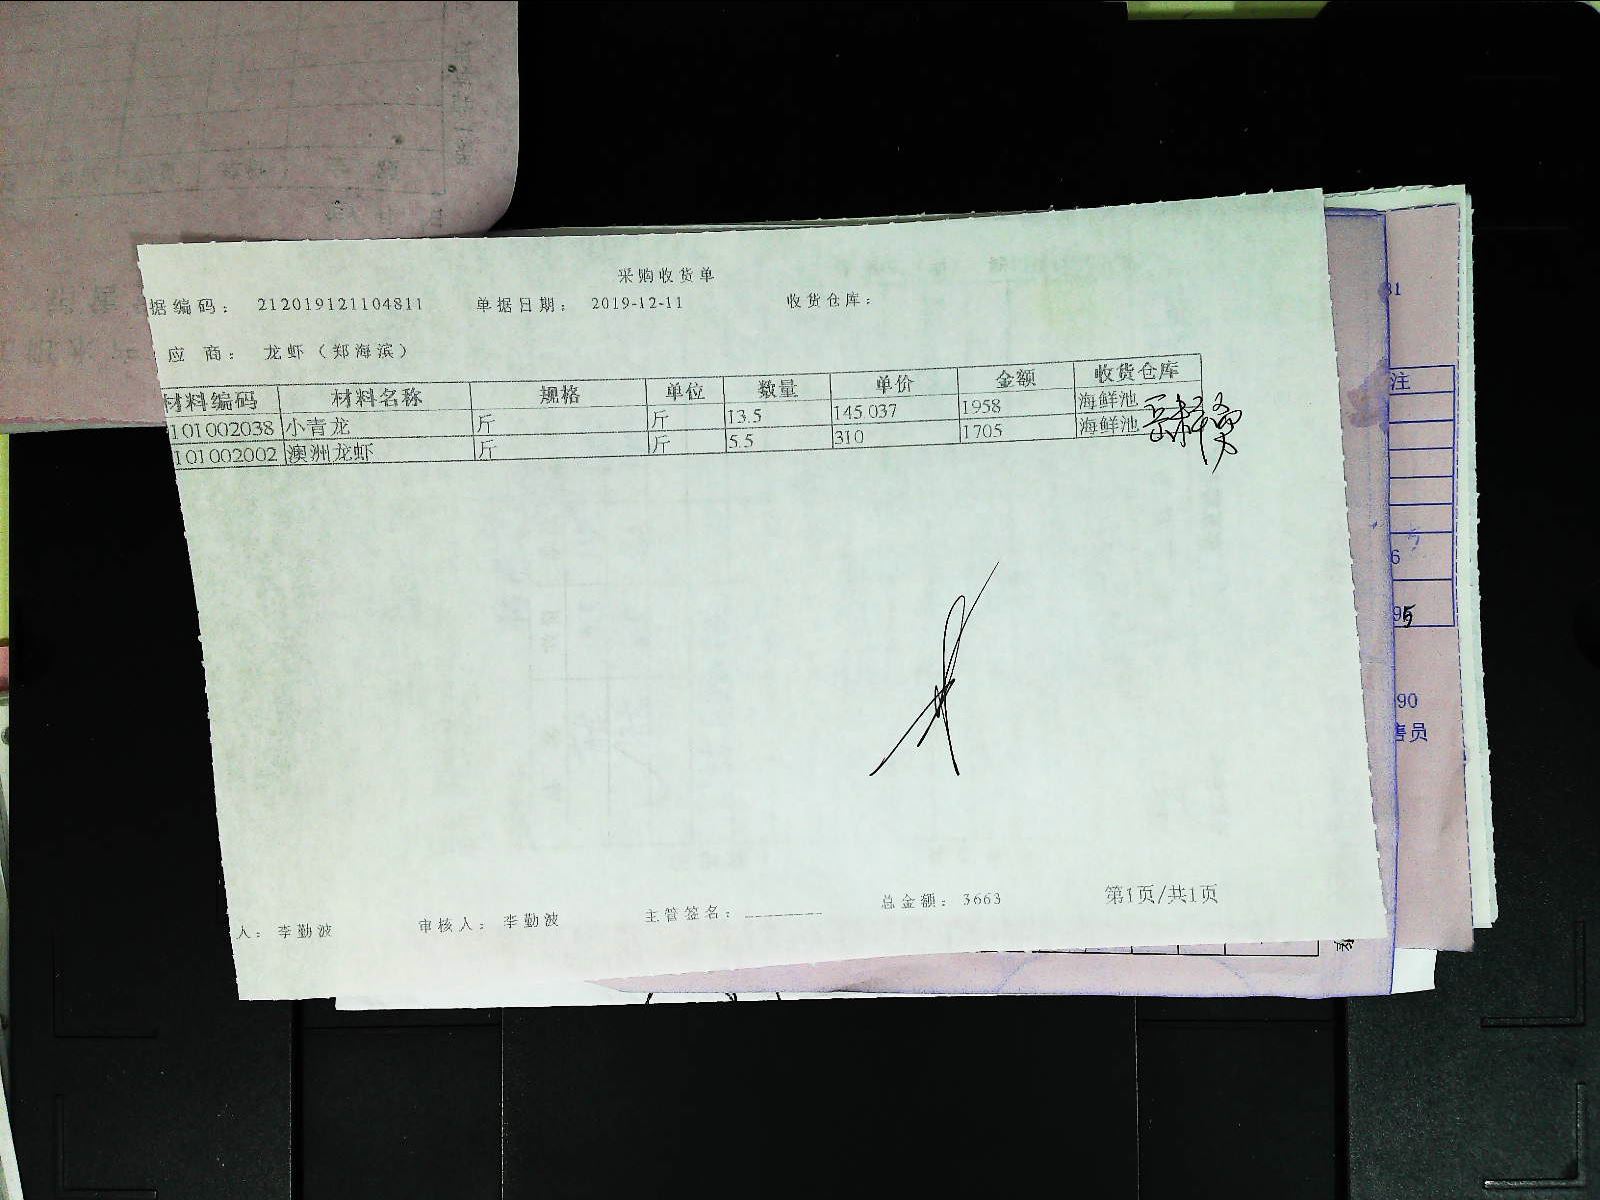 采购收货单
据编码： 212019121104811 单据日期： 2019-12-11 收货仓库：
应 商： 龙虾（郑海滨）
材料编码 材料名称 规格 单位 数量 单价 金额 收货仓库
101002038 小青龙 斤 斤 13.5 145 037 1958 海鲜池
101002002 澳洲龙虾 斤 斤 5.5 310 1705 海鲜池
人： 李勤波 审核人： 李勤波 主管签名： 总金额： 3663 第1页/共1页
注
90
售员